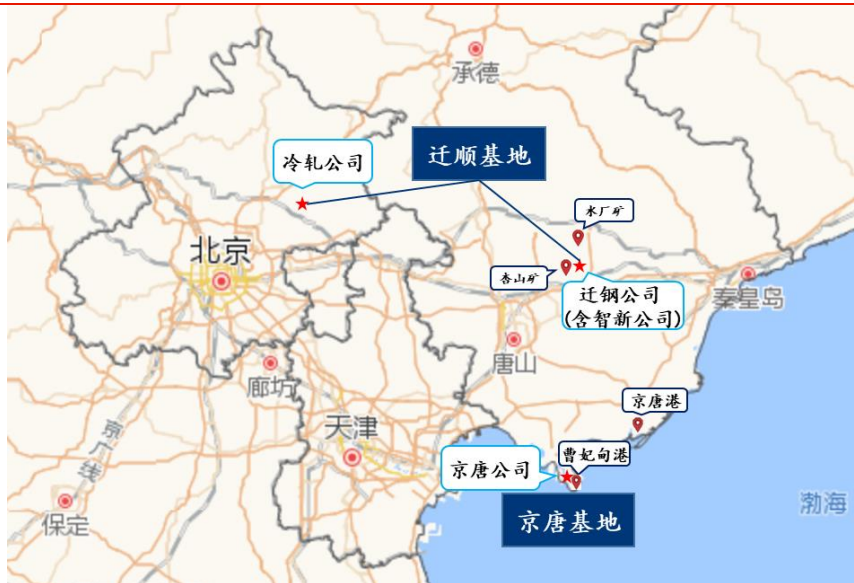 承德
迁顺基地
冷轧公司
水厂矿
北京
杏山矿
迁钢公司
(含智新公司)
秦皇岛
唐山
廊坊
京唐港
天津
京广线
曹妃甸港
京唐公司
渤海
保定
京唐基地